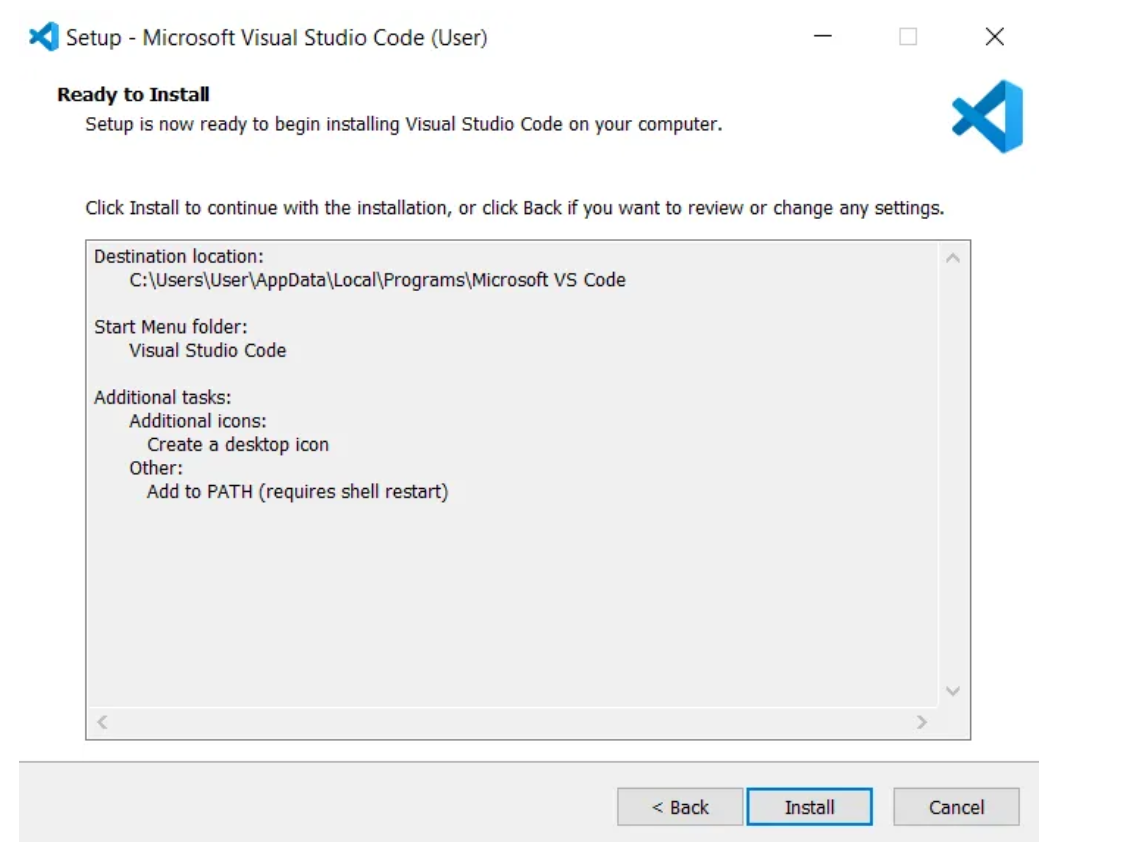 Setup - Microsoft Visual Studio Code (User)
Ready to Install
Setup is now ready to begin installing Visual Studio Code on your computer.
Click Install to continue with the installation, or click Back if you want to review or change any settings.
Destination location:
C:\Users\User\AppData\Local\Programs\Microsoft VS Code
Start Menu folder:
Visual Studio Code
Additional tasks:
Additional icons:
Create a desktop icon
Other:
Add to PATH (requires shell restart)
< Back
Install
Cancel